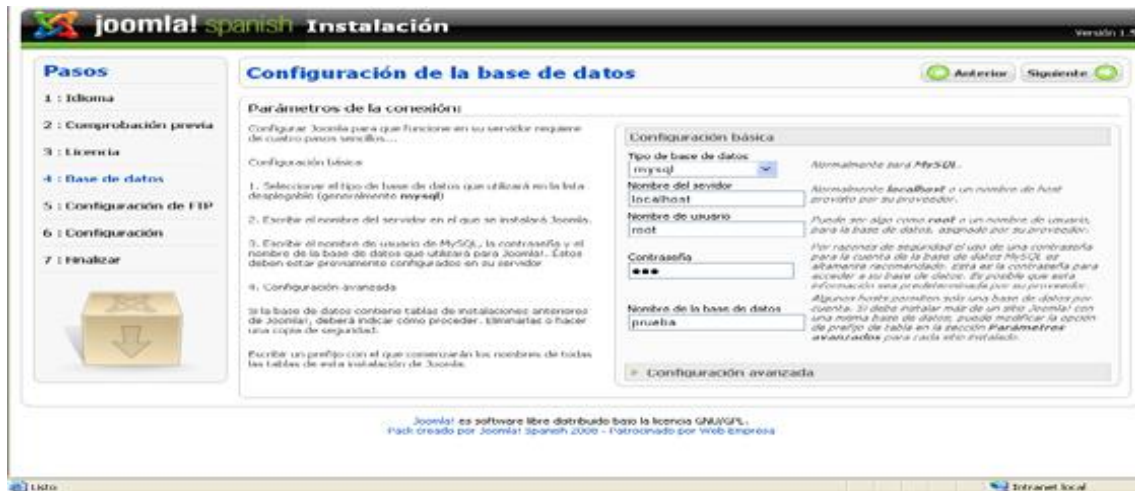 joomla! spanish Instalación
Versión 1.5
Pasos
1 : Idioma
2 : Comprobación previa
3 : Licencia
4 : Base de datos
5 : Configuración de FTP
6 : Configuración
7 : Finalizar
Configuración de la base de datos
Anterior
Siguiente
Parámetros de la conexión:
Configurar Joomla para que funcione en su servidor requiere
de cuatro pasos sencillos...
Configuración básica
1. Seleccionar el tipo de base de datos que utilizará en la lista
desplegable (generalmente mysql)
2. Escribir el nombre del servidor en el que se instalará Joomla.
3. Escribir el nombre de usuario de MySQL, la contraseña y el
nombre de la base de datos que utilizará para Joomla!. Estos
deben estar previamente configurados en su servidor
4. Configuración avanzada
Si la base de datos contiene tablas de instalaciones anteriores
de Joomla!, deberá indicar cómo proceder. Eliminarlas o hacer
una copia de seguridad.
Escribir un prefijo con el que comenzarán los nombres de todas
las tablas de esta instalación de Joomla.
Configuración básica
Tipo de base de datos
mysql
Normalmente será MySQL.
Nombre del sevidor
localhost
Normalmente localhost o un nombre de host
provisto por su proveedor.
Nombre de usuario
root
Puede ser algo como root o un nombre de usuario,
para la base de datos, asignado por su proveedor.
Contraseña
Por razones de seguridad el uso de una contraseña
para la cuenta de la base de datos MySQL es
altamente recomendado. Esta es la contraseña para
acceder a su base de datos. Es posible que esta
información sea predeterminada por su proveedor.
Nombre de la base de datos
prueba
Algunos hosts permiten solo una base de datos por
cuenta. Si debe instalar más de un sitio Joomla! con
una misma base de datos, puede modificar la opción
de prefijo de tabla en la sección Parámetros
avanzados para cada sitio instalado.
Configuración avanzada
Joomla! es software libre distribuido bajo la licencia GNU/GPL.
Pack creado por Joomla! Spanish 2008 - Patrocinado por Web Empresa
Listo
Intranet local